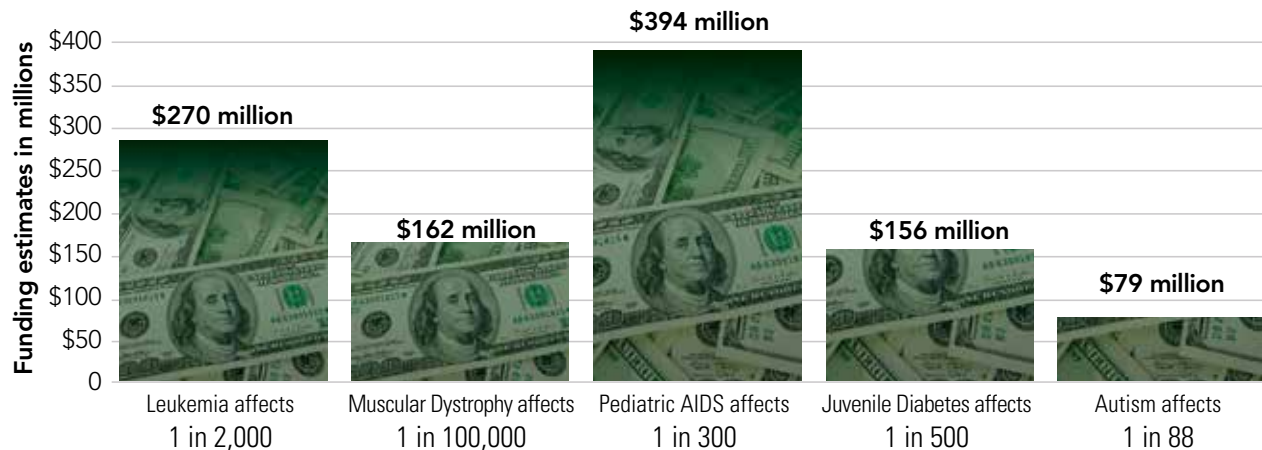 Funding estimates in millions
$400
$350
$300
$250
$200
$150
$100
$50
0
$270 million
$162 million
$394 million
$156 million
$79 million
Leukemia affects
1 in 2,000
Muscular Dystrophy affects
1 in 100,000
Pediatric AIDS affects
1 in 300
Juvenile Diabetes affects
1 in 500
Autism affects
1 in 88